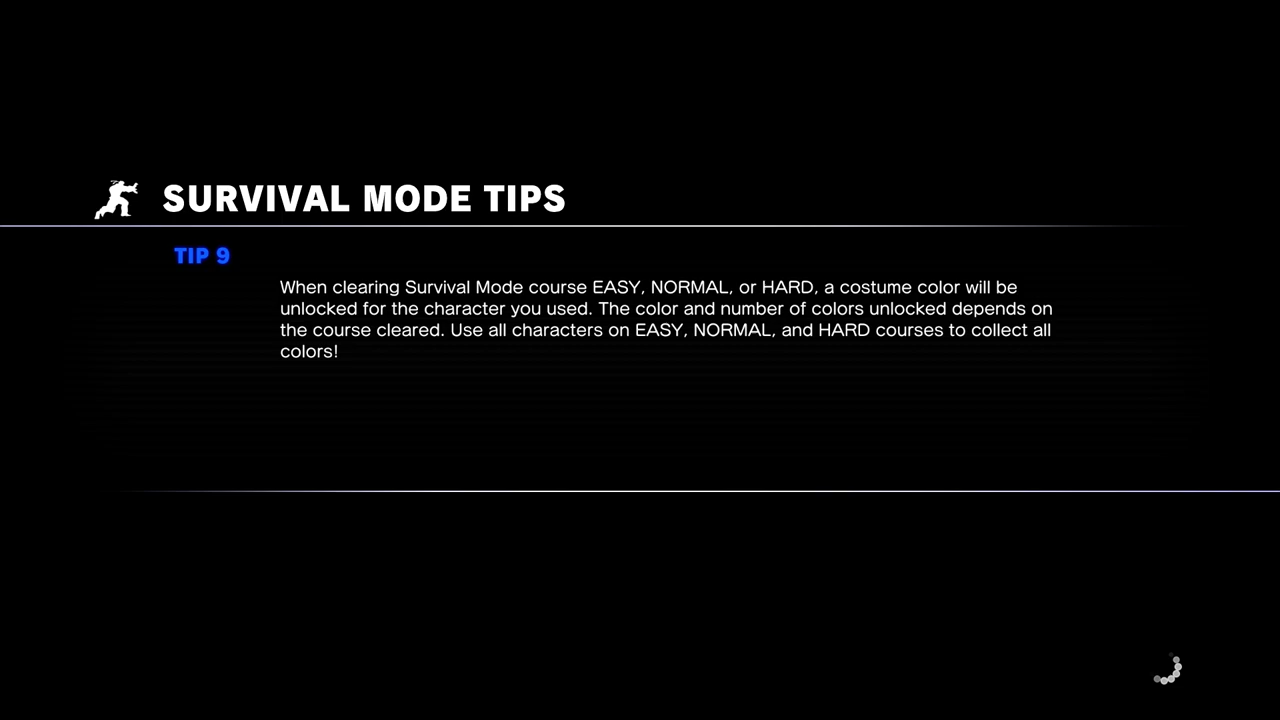 SURVIVAL MODE TIPS
TIP 9
When clearing Survival Mode course EASY, NORMAL, or HARD, a costume color will be
unlocked for the character you used. The color and number of colors unlocked depends on
the course cleared. Use all characters on EASY, NORMAL, and HARD courses to collect all
colors!